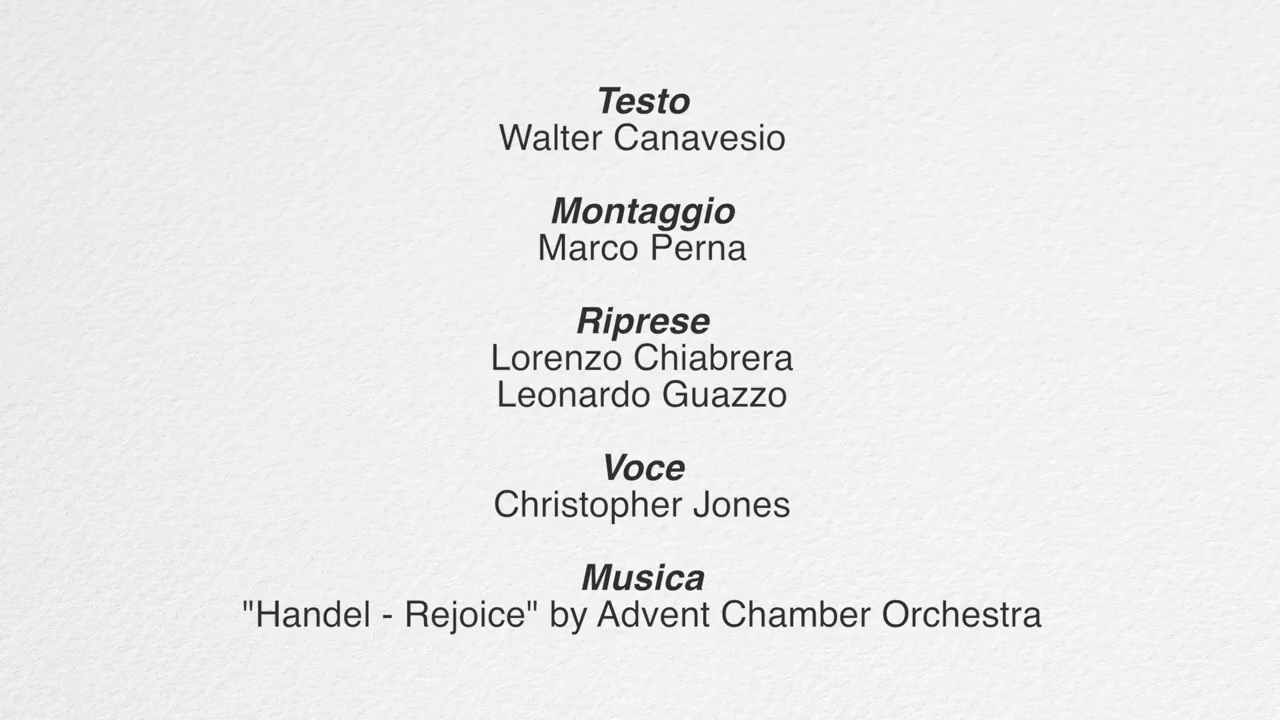 Testo
Walter Canavesio
Montaggio
Marco Perna
Riprese
Lorenzo Chiabrera
Leonardo Guazzo
Voce
Christopher Jones
Musica
"Handel - Rejoice" by Advent Chamber Orchestra